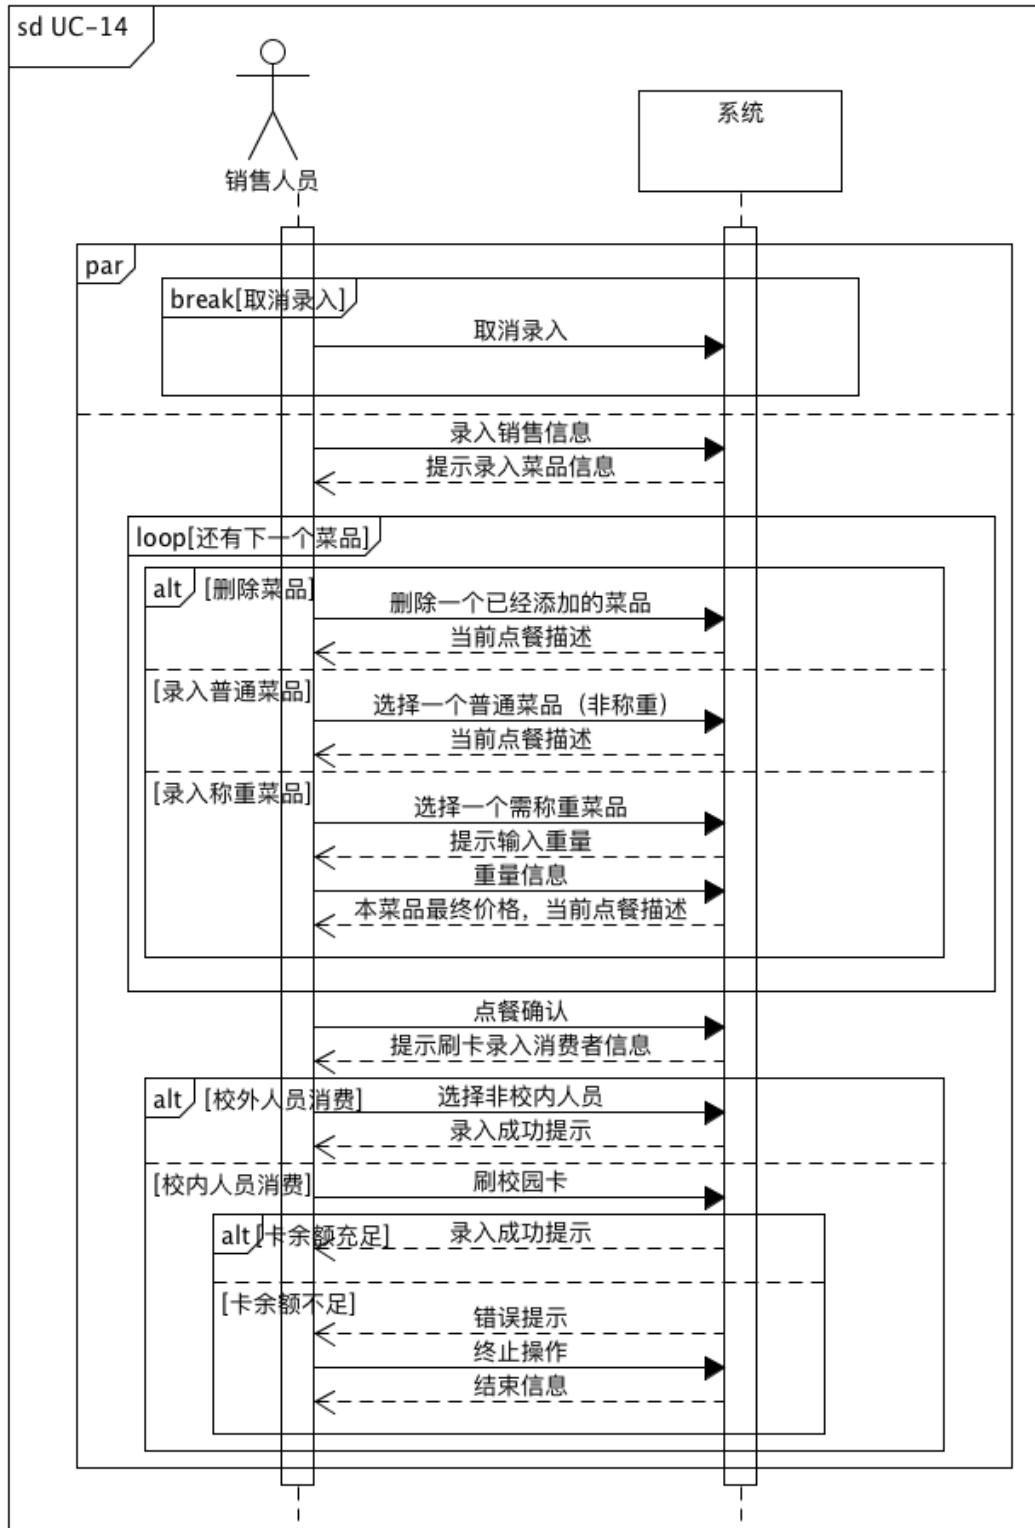 sd UC-14
销售人员
系统
par
break[取消录入]
取消录入
录入销售信息
提示录入菜品信息
loop[还有下一个菜品]
alt [删除菜品]
删除一个已经添加的菜品
当前点餐描述
[录入普通菜品]
选择一个普通菜品（非称重）
当前点餐描述
[录入称重菜品]
选择一个需称重菜品
提示输入重量
重量信息
本菜品最终价格，当前点餐描述
点餐确认
提示刷卡录入消费者信息
alt [校外人员消费]
选择非校内人员
录入成功提示
[校内人员消费]
刷校园卡
alt [卡余额充足]
录入成功提示
[卡余额不足]
错误提示
终止操作
结束信息